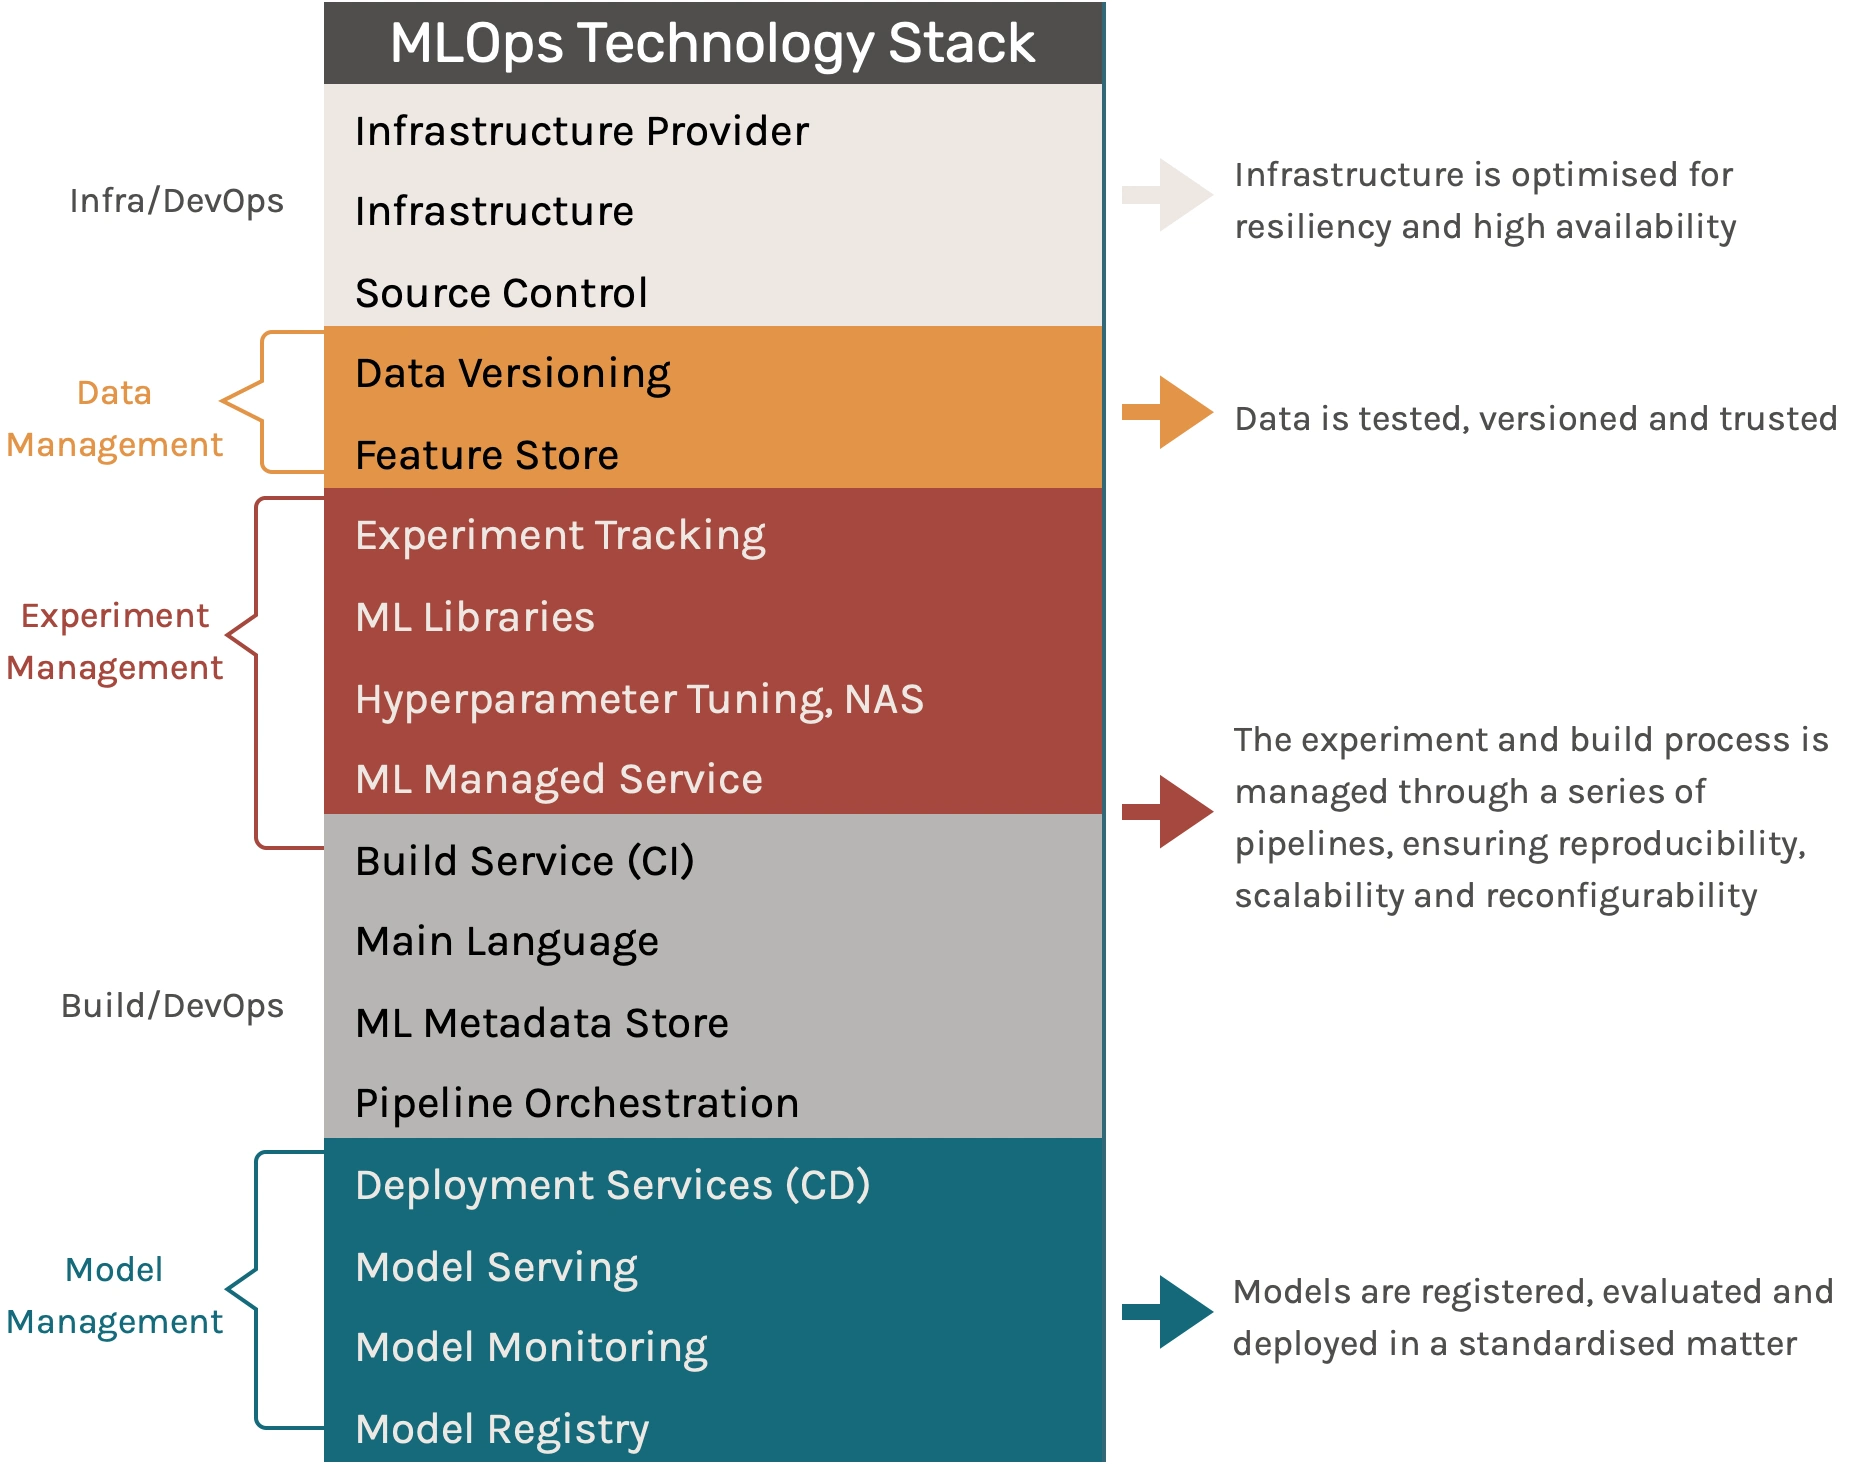 MLOps Technology Stack
Infra/DevOps
Infrastructure Provider
Infrastructure
Source Control
Infrastructure is optimised for
resiliency and high availability
Data
Management
Data Versioning
Feature Store
Data is tested, versioned and trusted
Experiment
Management
Experiment Tracking
ML Libraries
Hyperparameter Tuning, NAS
ML Managed Service
The experiment and build process is
managed through a series of
pipelines, ensuring reproducibility,
scalability and reconfigurability
Build/DevOps
Build Service (CI)
Main Language
ML Metadata Store
Pipeline Orchestration
Model
Management
Deployment Services (CD)
Model Serving
Model Monitoring
Model Registry
Models are registered, evaluated and
deployed in a standardised matter